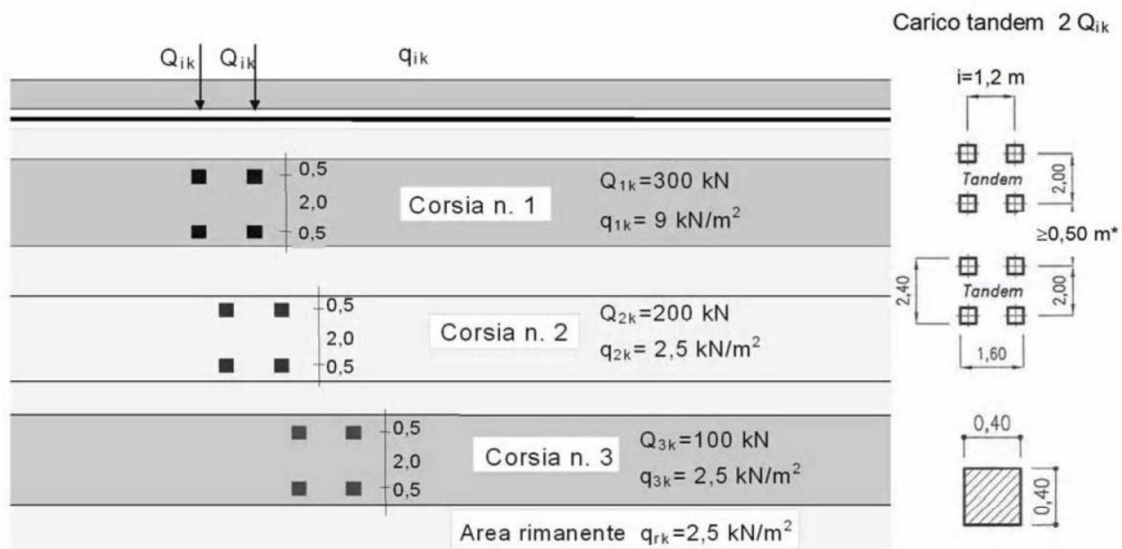 Carico tandem 2 Qik
Qik Qik qik
i=1,2 m
0,5
2,0
0,5
Corsia n. 1
Q1k=300 kN
q1k= 9 kN/m²
Tandem
2,00
≥0,50 m*
0,5
2,0
0,5
Corsia n. 2
Q2k=200 kN
q2k= 2,5 kN/m²
2,40
Tandem
2,00
1,60
0,5
2,0
0,5
Corsia n. 3
Q3k=100 kN
q3k= 2,5 kN/m²
0,40
0,40
Area rimanente qrk=2,5 kN/m²